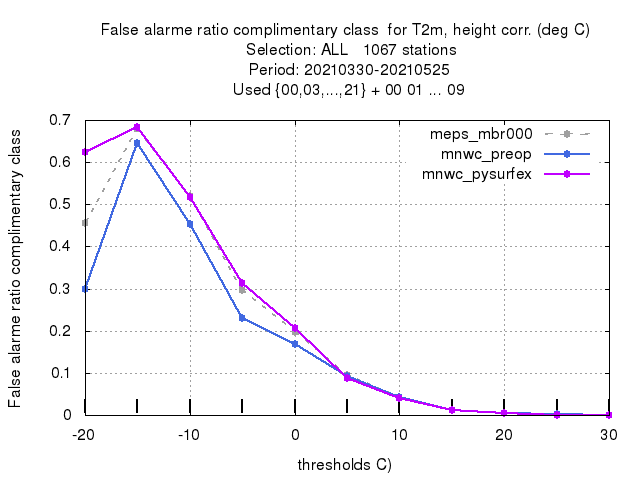 False alarme ratio complimentary class  for T2m, height corr. (deg C)
Selection: ALL   1067 stations
Period: 20210330-20210525
Used {00,03,...,21} + 00 01 ... 09
False alarme ratio complimentary class
0.7
0.6
0.5
0.4
0.3
0.2
0.1
0
meps_mbr000
mnwc_preop
mnwc_pysurfex
-20
-10
0
10
20
30
thresholds C)